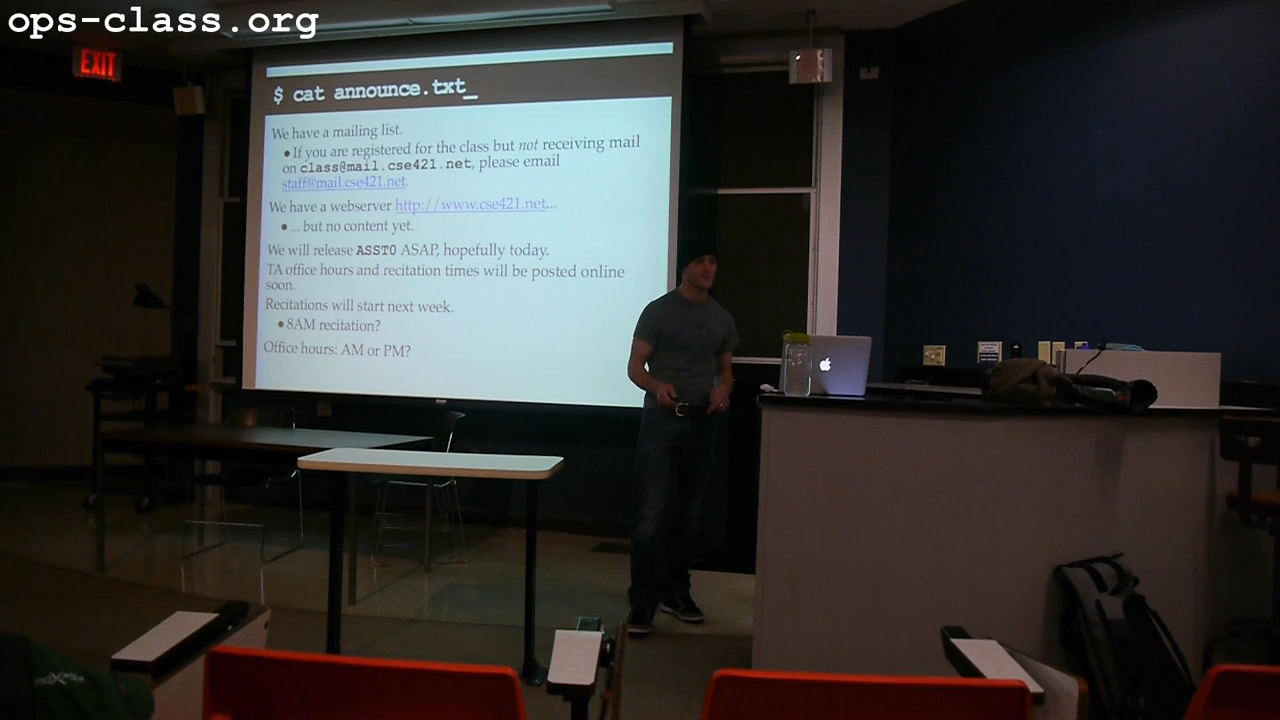 ops-class.org
EXIT
$ cat announce.txt_
We have a mailing list.
● If you are registered for the class but not receiving mail
on class@mail.cse421.net, please email
staff@mail.cse421.net.
We have a webserver http://www.cse421.net...
● ... but no content yet.
We will release ASST0 ASAP, hopefully today.
TA office hours and recitation times will be posted online
soon.
Recitations will start next week.
● 8AM recitation?
Office hours: AM or PM?